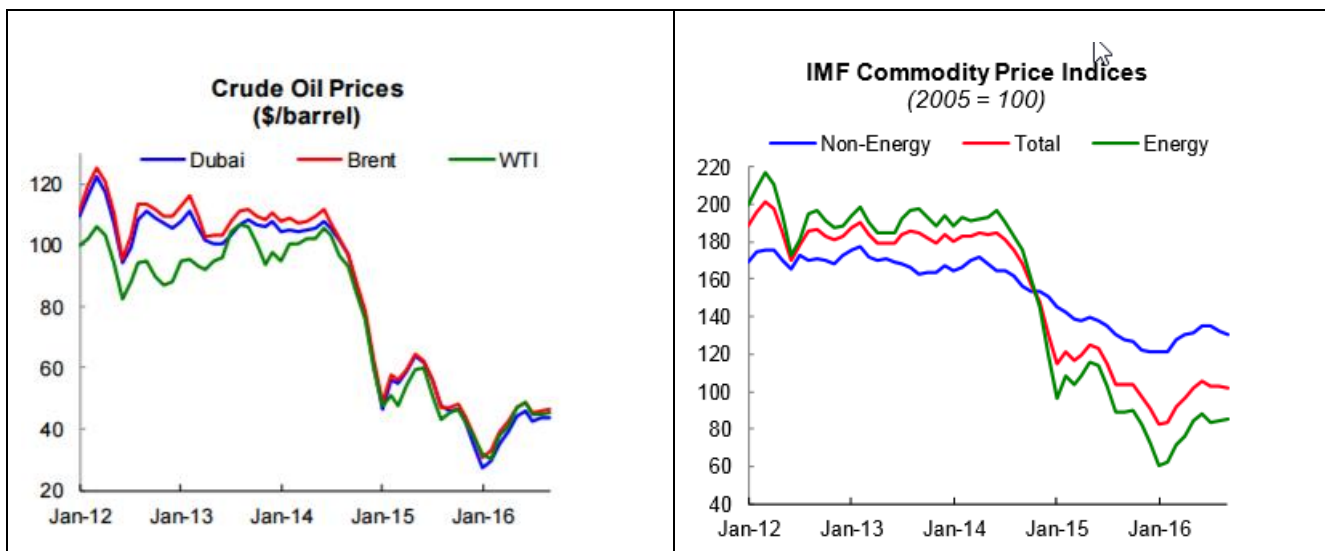 Crude Oil Prices
($/barrel)
Dubai Brent WTI
120
100
80
60
40
20
Jan-12 Jan-13 Jan-14 Jan-15 Jan-16
IMF Commodity Price Indices
(2005 = 100)
Non-Energy Total Energy
220
200
180
160
140
120
100
80
60
40
Jan-12 Jan-13 Jan-14 Jan-15 Jan-16